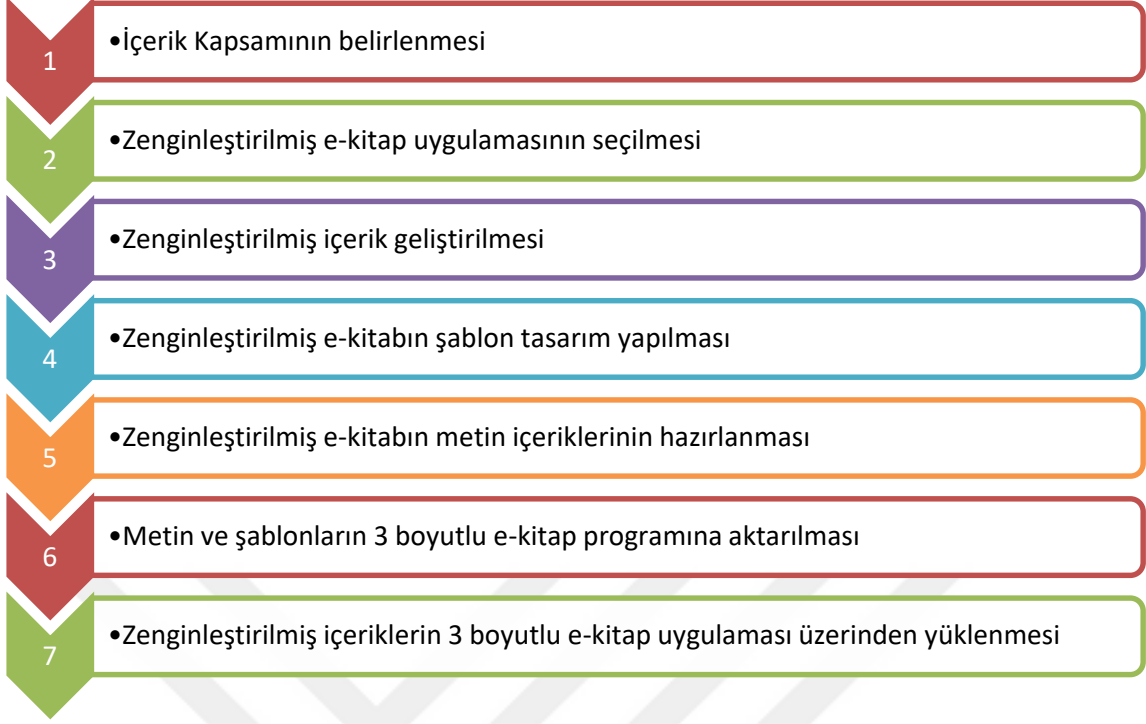 1
•İçerik Kapsamının belirlenmesi
2
•Zenginleştirilmiş e-kitap uygulamasının seçilmesi
3
•Zenginleştirilmiş içerik geliştirilmesi
4
•Zenginleştirilmiş e-kitabın şablon tasarım yapılması
5
•Zenginleştirilmiş e-kitabın metin içeriklerinin hazırlanması
6
•Metin ve şablonların 3 boyutlu e-kitap programına aktarılması
7
•Zenginleştirilmiş içeriklerin 3 boyutlu e-kitap uygulaması üzerinden yüklenmesi